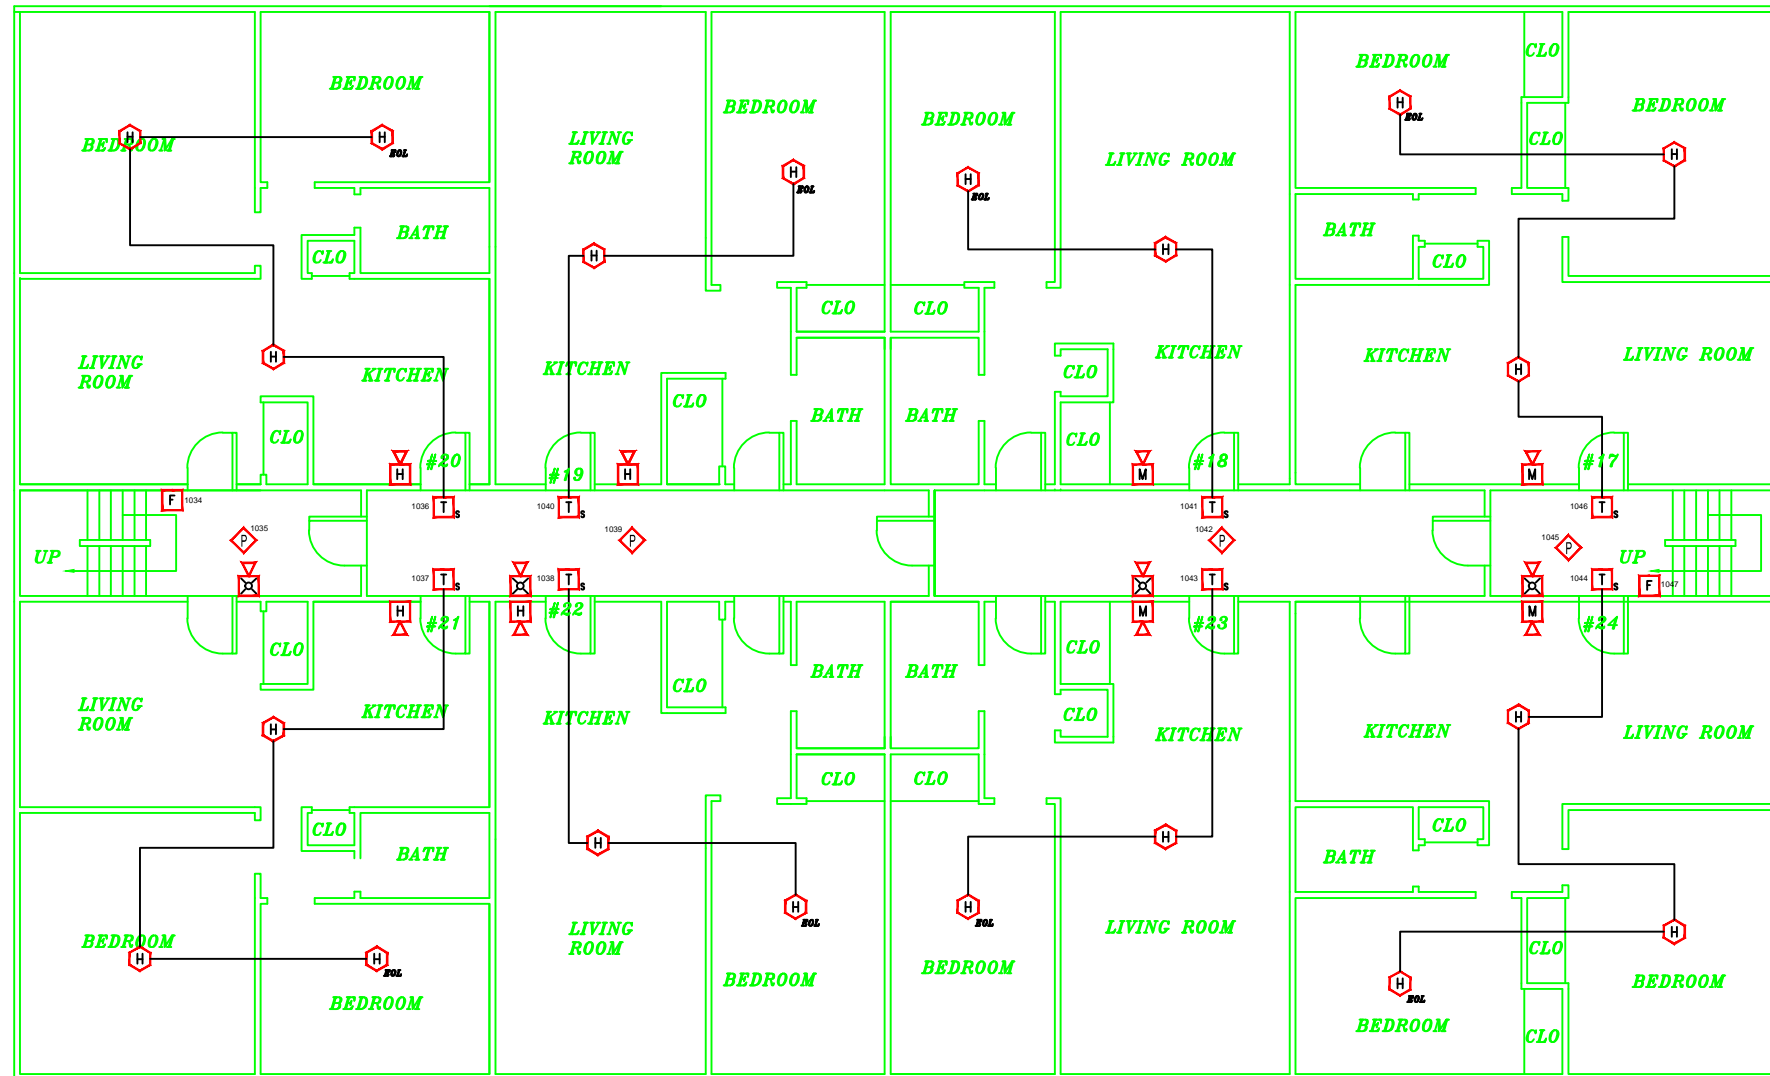 CLO
BEDROOM
BEDROOM
BEDROOM
BEDROOM
BEDROOM
BEDROOM
H
EOL
H
BEDROOM
H
EOL
LIVING
ROOM
CLO
LIVING ROOM
H
H
EOL
H
EOL
BATH
BATH
CLO
H
H
CLO
CLO
CLO
H
LIVING
ROOM
KITCHEN
KITCHEN
CLO
KITCHEN
KITCHEN
LIVING ROOM
H
CLO
BATH
BATH
CLO
CLO
#20
#19
#18
#17
H
H
M
M
F
1034
1036
T
S
1040
T
S
1041
T
S
1046
T
S
1035
P
1039
P
1042
P
1045
P
UP
UP
1037
T
S
1038
T
S
1043
T
S
1044
T
S
F
1047
H
#21
H
#22
M
#23
M
#24
CLO
CLO
BATH
BATH
CLO
LIVING
ROOM
KITCHEN
KITCHEN
CLO
KITCHEN
KITCHEN
LIVING ROOM
H
H
CLO
CLO
CLO
CLO
H
H
BATH
BATH
H
EOL
H
EOL
BEDROOM
LIVING
ROOM
LIVING ROOM
H
H
H
EOL
CLO
BEDROOM
BEDROOM
BEDROOM
H
EOL
BEDROOM
BEDROOM
CLO